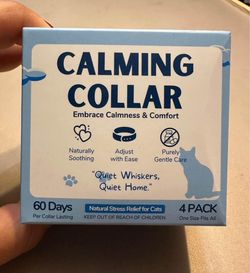 CALMING
COLLAR
Embrace Calmness & Comfort
Naturally
Soothing
Adjust
with Ease
Purely
Gentle Care
"Quiet Whiskers,
Quiet Home."
60 Days
Per Collar Lasting
Natural Stress Relief for Cats
KEEP OUT OF REACH OF CHILDREN
4 PACK
One Size Fits All